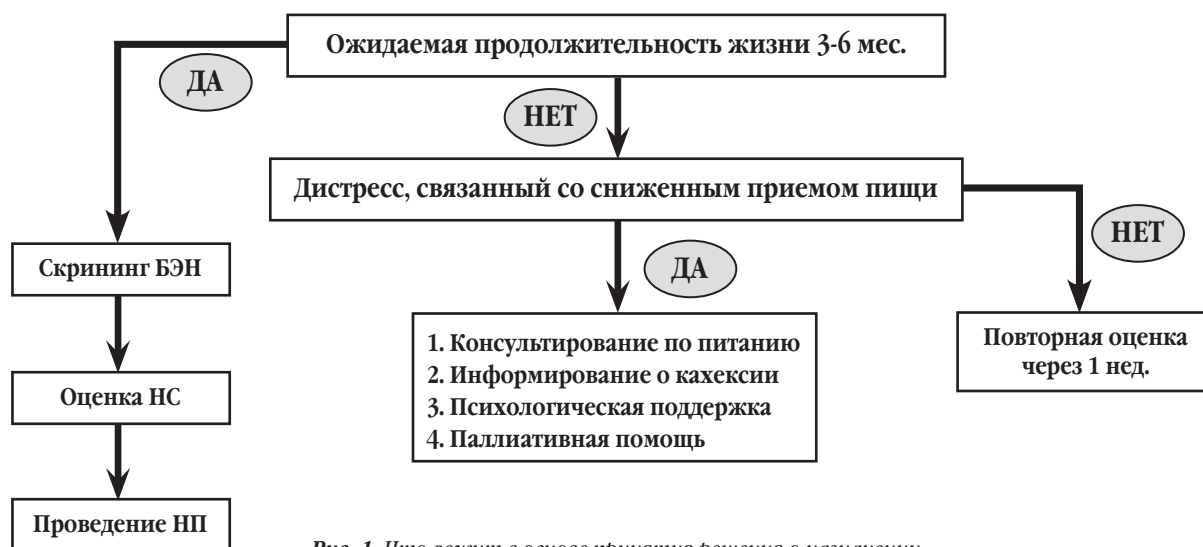 Ожидаемая продолжительность жизни 3-6 мес.
ДА
НЕТ
Дистресс, связанный со сниженным приемом пищи
НЕТ
ДА
Скрининг БЭН
1. Консультирование по питанию
2. Информирование о кахексии
3. Психологическая поддержка
4. Паллиативная помощь
Повторная оценка
через 1 нед.
Оценка НС
Проведение НП